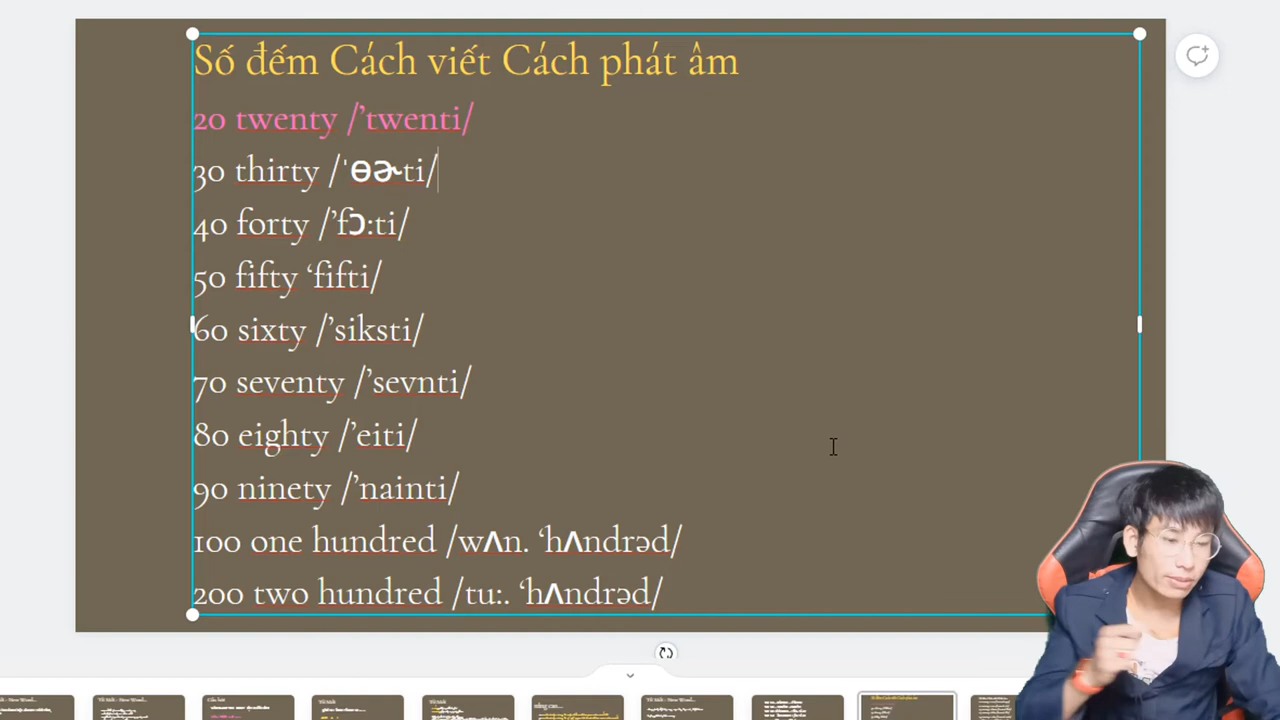 Số đếm Cách viết Cách phát âm
20 twenty /’twenti/
30 thirty /ˈɵɚti/
40 forty /’fɔ:ti/
50 fifty ‘fifti/
60 sixty /’siksti/
70 seventy /’sevnti/
80 eighty /’eiti/
90 ninety /’nainti/
100 one hundred /wʌn. ‘hʌndrəd/
200 two hundred /tu:. ‘hʌndrəd/